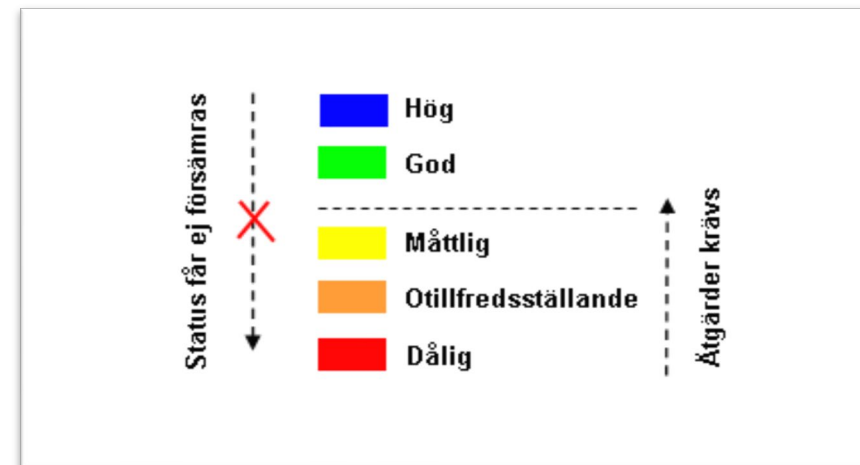 Status får ej försämras
Hög
God
Måttlig
Otillfredsställande
Dålig
Åtgärder krävs